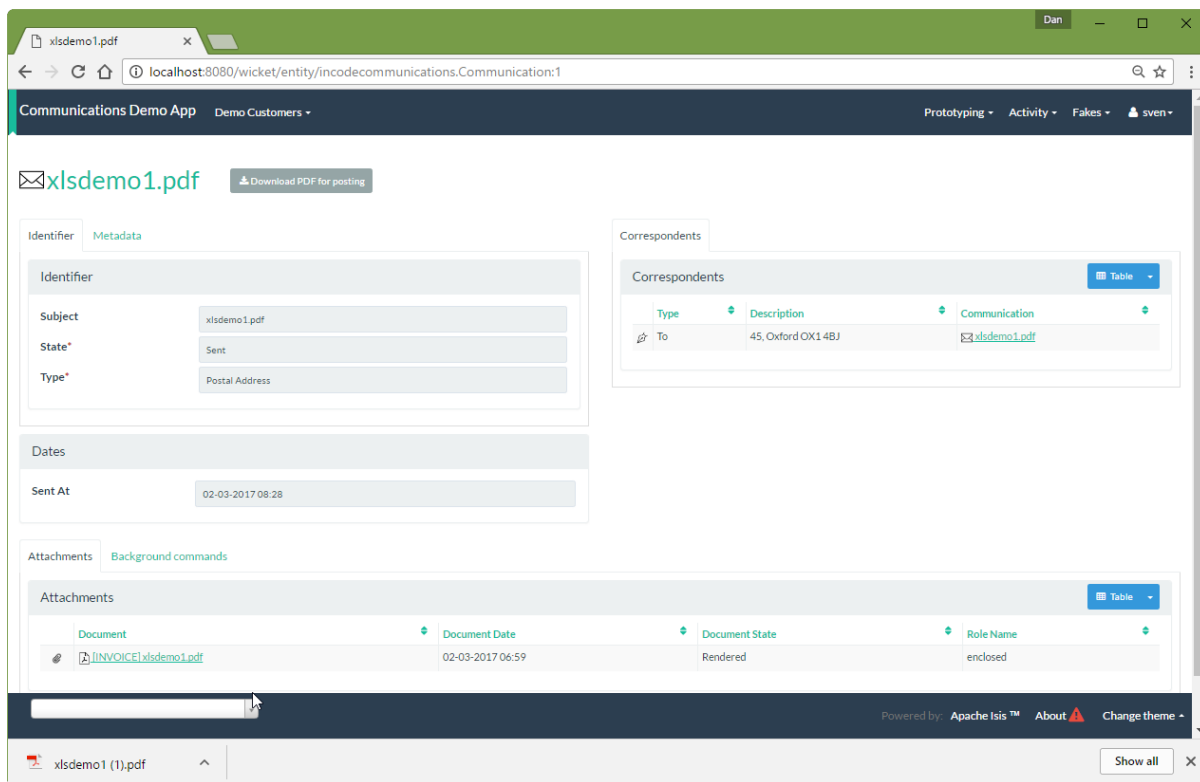 Dan
xlsdemo1.pdf
localhost:8080/wicket/entity/incodecommunications.Communication:1
Communications Demo App Demo Customers Prototyping Activity Fakes sven
xlsdemo1.pdf Download PDF for posting
Identifier Metadata
Correspondents
Identifier
Correspondents Table
Subject xlsdemo1.pdf
State* Sent
Type* Postal Address
Type Description Communication
To 45, Oxford OX1 4BJ xlsdemo1.pdf
Dates
Sent At 02-03-2017 08:28
Attachments Background commands
Attachments Table
Document Document Date Document State Role Name
[INVOICE] xlsdemo1.pdf 02-03-2017 06:59 Rendered enclosed
Powered by: Apache Isis ™ About Change theme
xlsdemo1 (1).pdf Show all